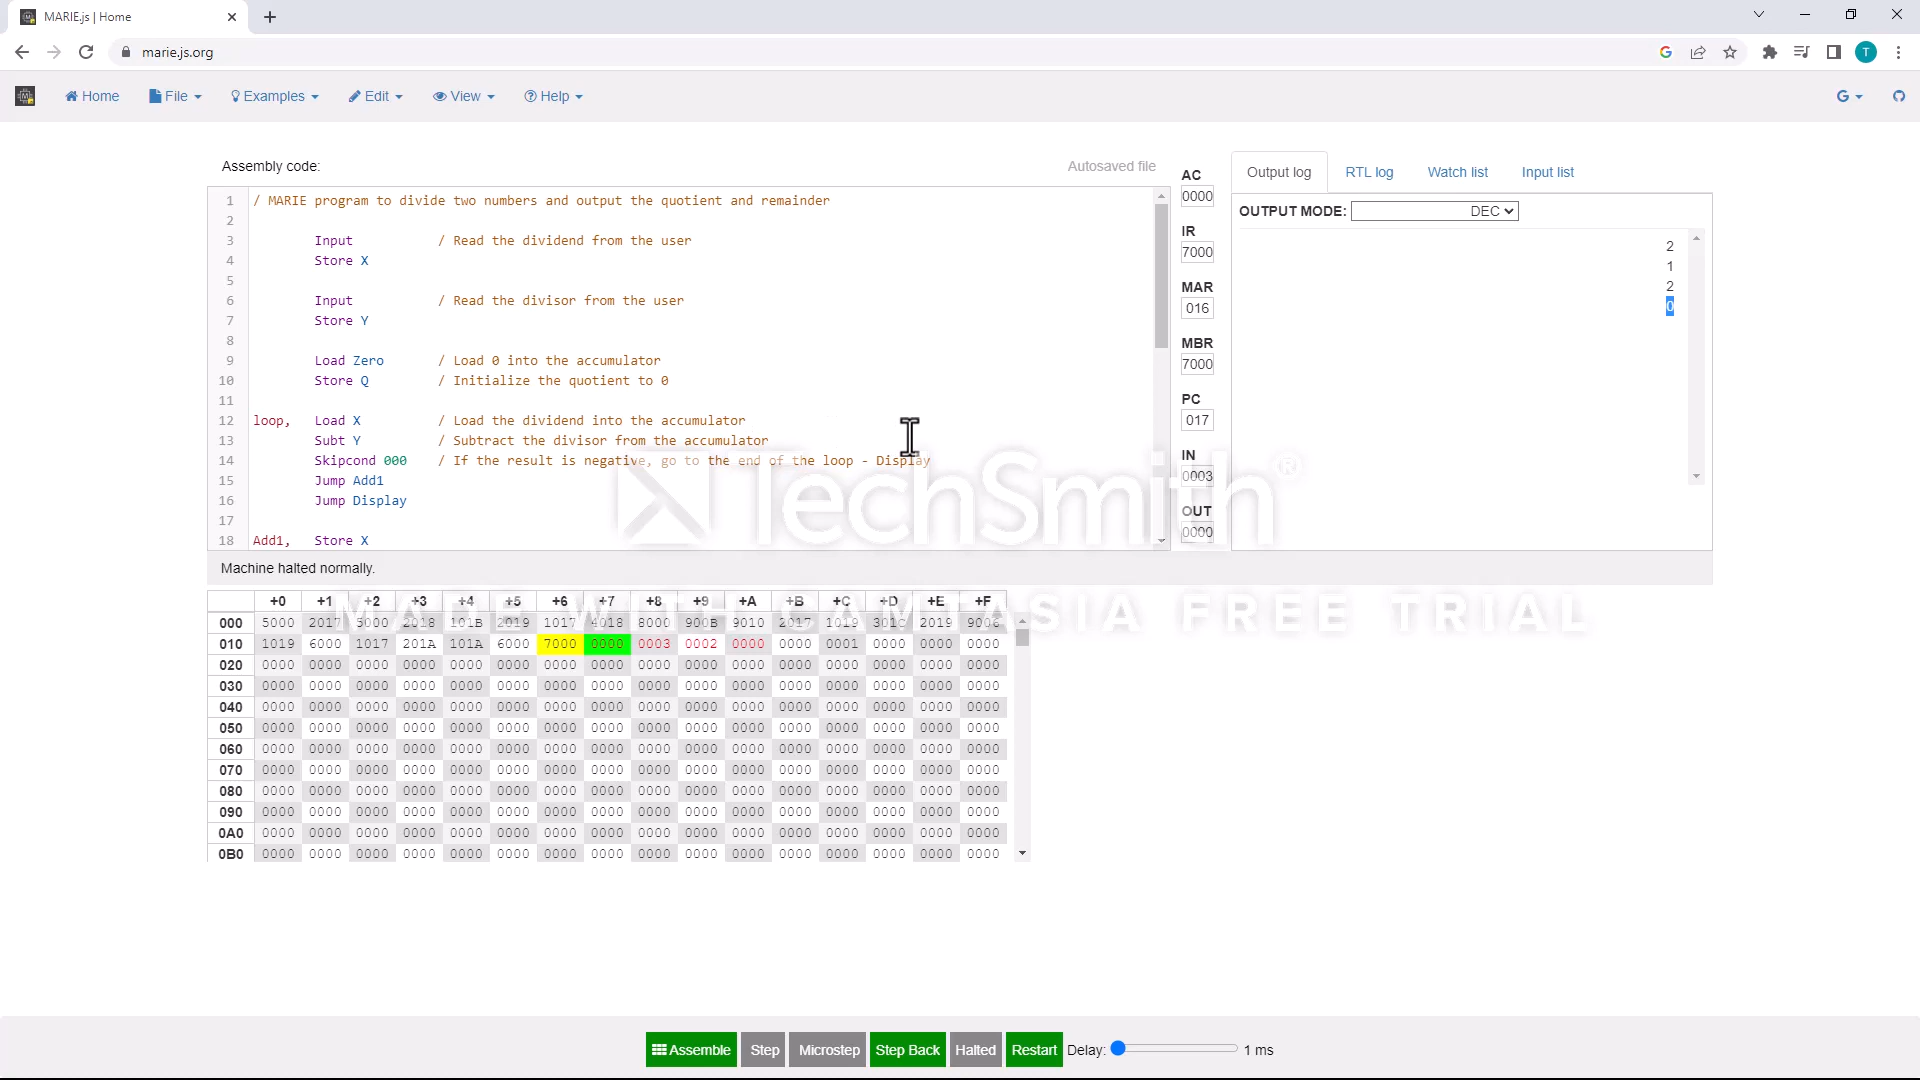 MARIE.js | Home
marie.js.org
T
Home
File
Examples
Edit
View
Help
G
Assembly code:
Autosaved file
1 / MARIE program to divide two numbers and output the quotient and remainder
2
3 Input / Read the dividend from the user
4 Store X
5
6 Input / Read the divisor from the user
7 Store Y
8
9 Load Zero / Load 0 into the accumulator
10 Store Q / Initialize the quotient to 0
11
12 loop, Load X / Load the dividend into the accumulator
13 Subt Y / Subtract the divisor from the accumulator
14 Skipcond 000 / If the result is negative, go to the end of the loop - Display
15 Jump Add1
16 Jump Display
17
18 Add1, Store X
AC
0000
IR
7000
MAR
016
MBR
7000
PC
017
IN
0003
OUT
0000
Output log
RTL log
Watch list
Input list
OUTPUT MODE: DEC
2
1
2
0
TechSmith®
MADE WITH CAMTASIA FREE TRIAL
Machine halted normally.
+0 +1 +2 +3 +4 +5 +6 +7 +8 +9 +A +B +C +D +E +F
000 5000 2017 5000 2018 101B 2019 1017 4018 8000 900B 9010 2017 1019 301C 2019 9006
010 1019 6000 1017 201A 101A 6000 7000 0000 0003 0002 0000 0000 0001 0000 0000 0000
020 0000 0000 0000 0000 0000 0000 0000 0000 0000 0000 0000 0000 0000 0000 0000 0000
030 0000 0000 0000 0000 0000 0000 0000 0000 0000 0000 0000 0000 0000 0000 0000 0000
040 0000 0000 0000 0000 0000 0000 0000 0000 0000 0000 0000 0000 0000 0000 0000 0000
050 0000 0000 0000 0000 0000 0000 0000 0000 0000 0000 0000 0000 0000 0000 0000 0000
060 0000 0000 0000 0000 0000 0000 0000 0000 0000 0000 0000 0000 0000 0000 0000 0000
070 0000 0000 0000 0000 0000 0000 0000 0000 0000 0000 0000 0000 0000 0000 0000 0000
080 0000 0000 0000 0000 0000 0000 0000 0000 0000 0000 0000 0000 0000 0000 0000 0000
090 0000 0000 0000 0000 0000 0000 0000 0000 0000 0000 0000 0000 0000 0000 0000 0000
0A0 0000 0000 0000 0000 0000 0000 0000 0000 0000 0000 0000 0000 0000 0000 0000 0000
0B0 0000 0000 0000 0000 0000 0000 0000 0000 0000 0000 0000 0000 0000 0000 0000 0000
Assemble
Step
Microstep
Step Back
Halted
Restart
Delay:
1 ms